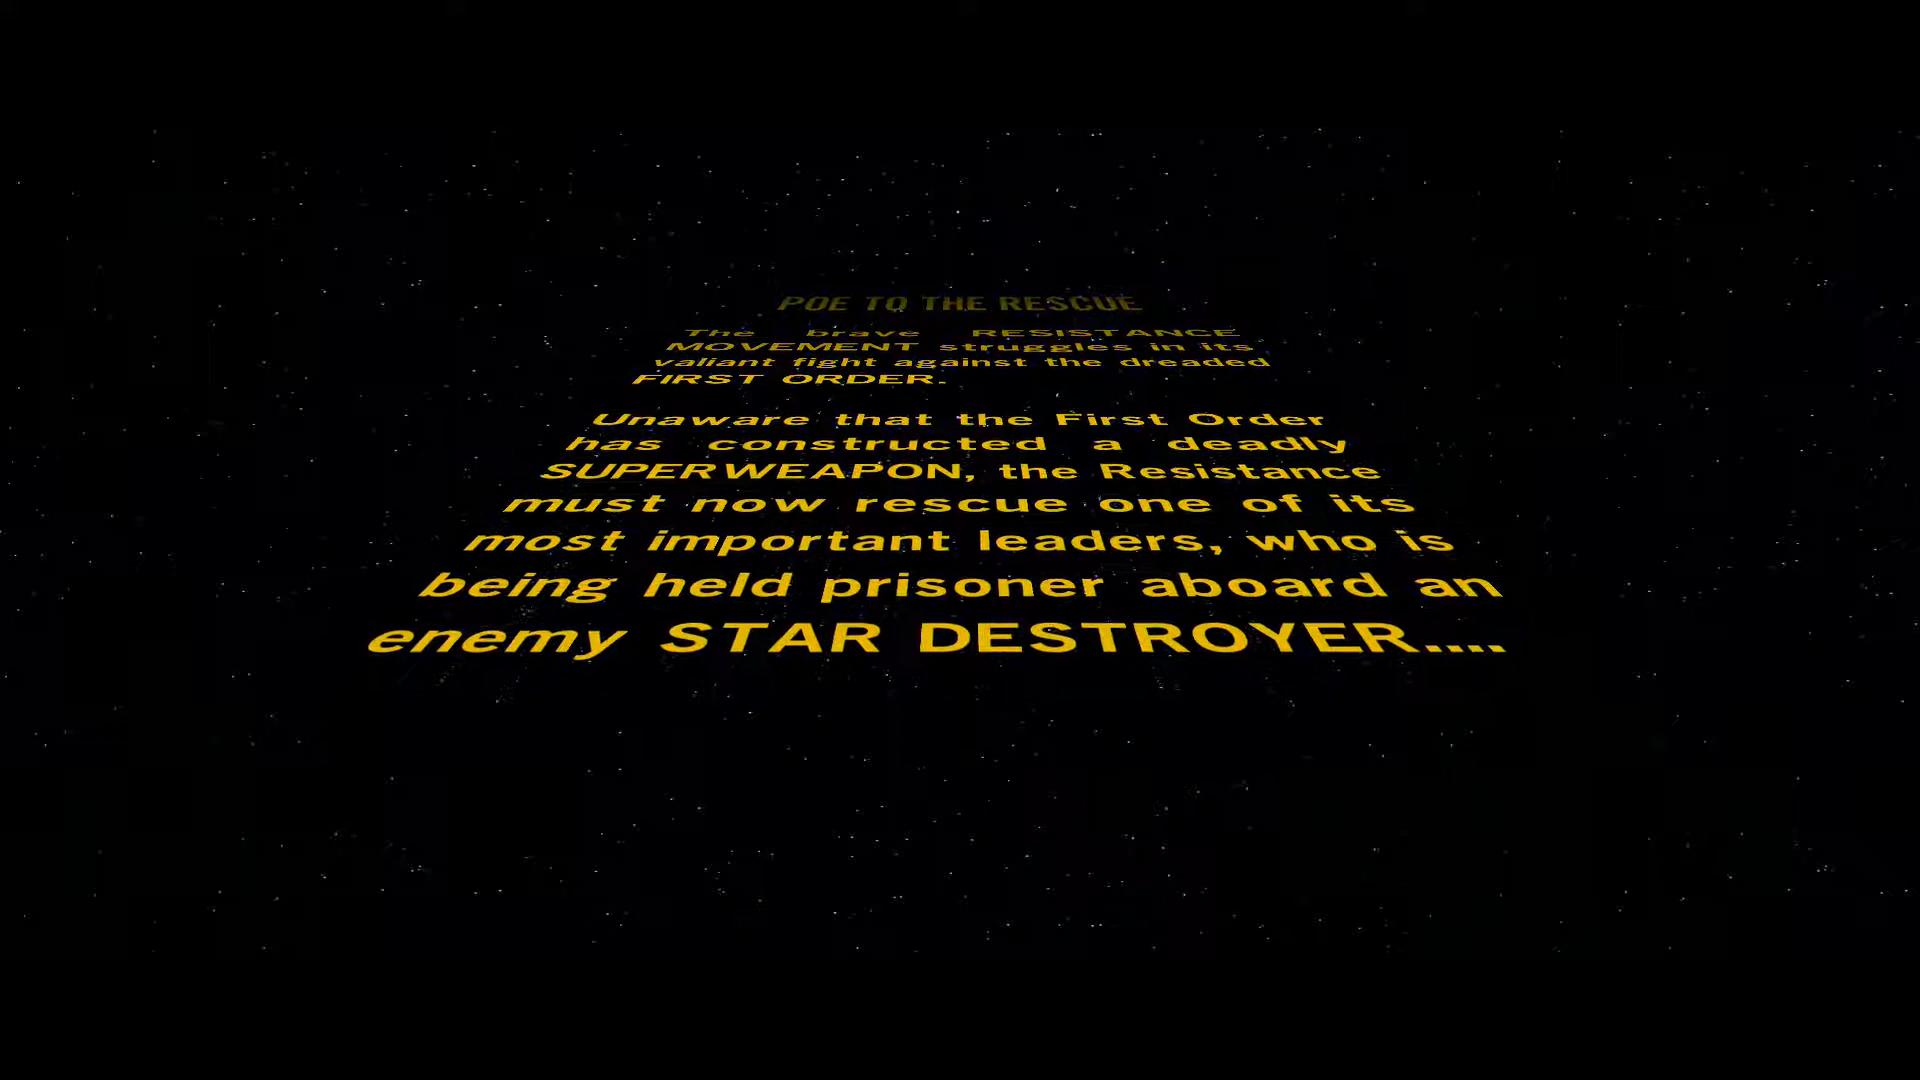 POE TO THE RESCUE
The brave RESISTANCE
MOVEMENT struggles in its
valiant fight against the dreaded
FIRST ORDER.
Unaware that the First Order
has constructed a deadly
SUPERWEAPON, the Resistance
must now rescue one of its
most important leaders, who is
being held prisoner aboard an
enemy STAR DESTROYER....